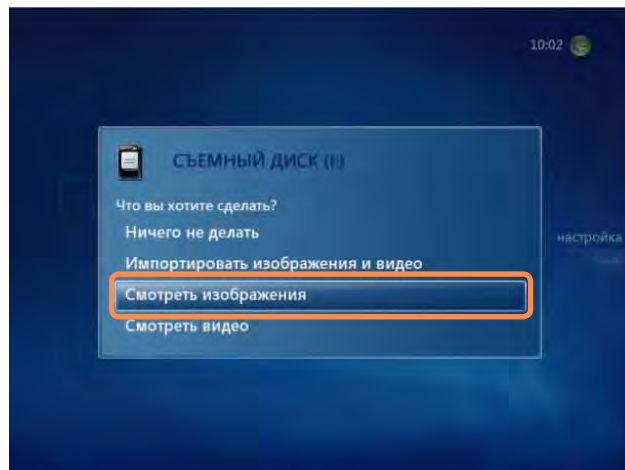 10:02
СЪЕМНЫЙ ДИСК (I:)
Что вы хотите сделать?
Ничего не делать
настройка
Импортировать изображения и видео
Смотреть изображения
Смотреть видео